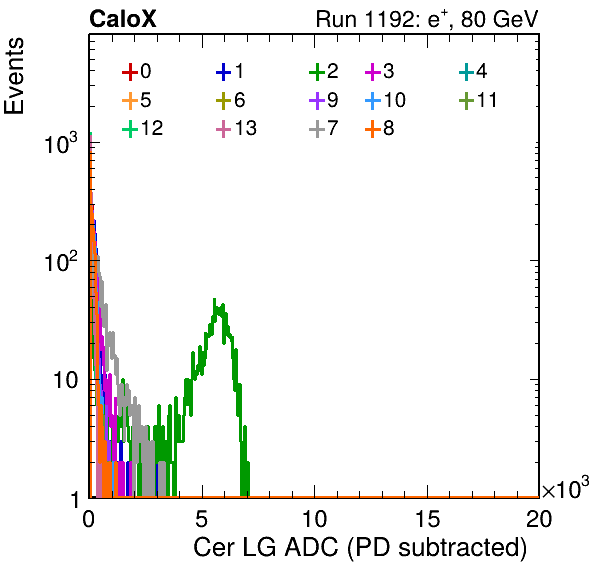 CaloX Run 1192: e⁺, 80 GeV
Events
0 1 2 3 4
5 6 9 10 11
12 13 7 8
10³
10²
10
1
0 5 10 15 20
×10³
Cer LG ADC (PD subtracted)